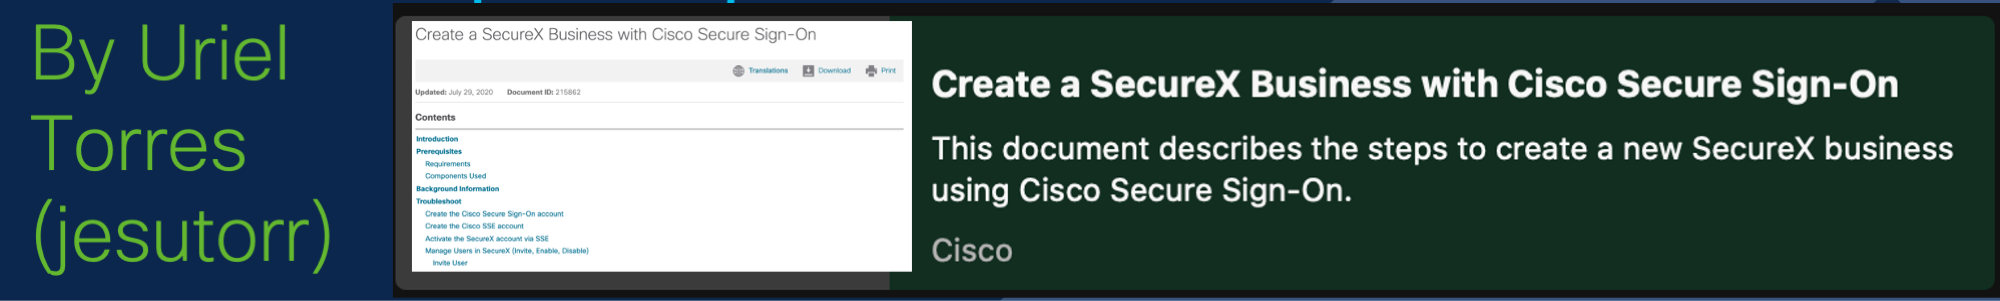 By Uriel
Torres
(jesutorr)
Create a SecureX Business with Cisco Secure Sign-On
Translations Download Print
Updated: July 29, 2020 Document ID: 215862
Contents
Introduction
Prerequisites
Requirements
Components Used
Background Information
Troubleshoot
Create the Cisco Secure Sign-On account
Create the Cisco SSE account
Activate the SecureX account via SSE
Manage Users in SecureX (Invite, Enable, Disable)
Invite User
Create a SecureX Business with Cisco Secure Sign-On
This document describes the steps to create a new SecureX business
using Cisco Secure Sign-On.
Cisco